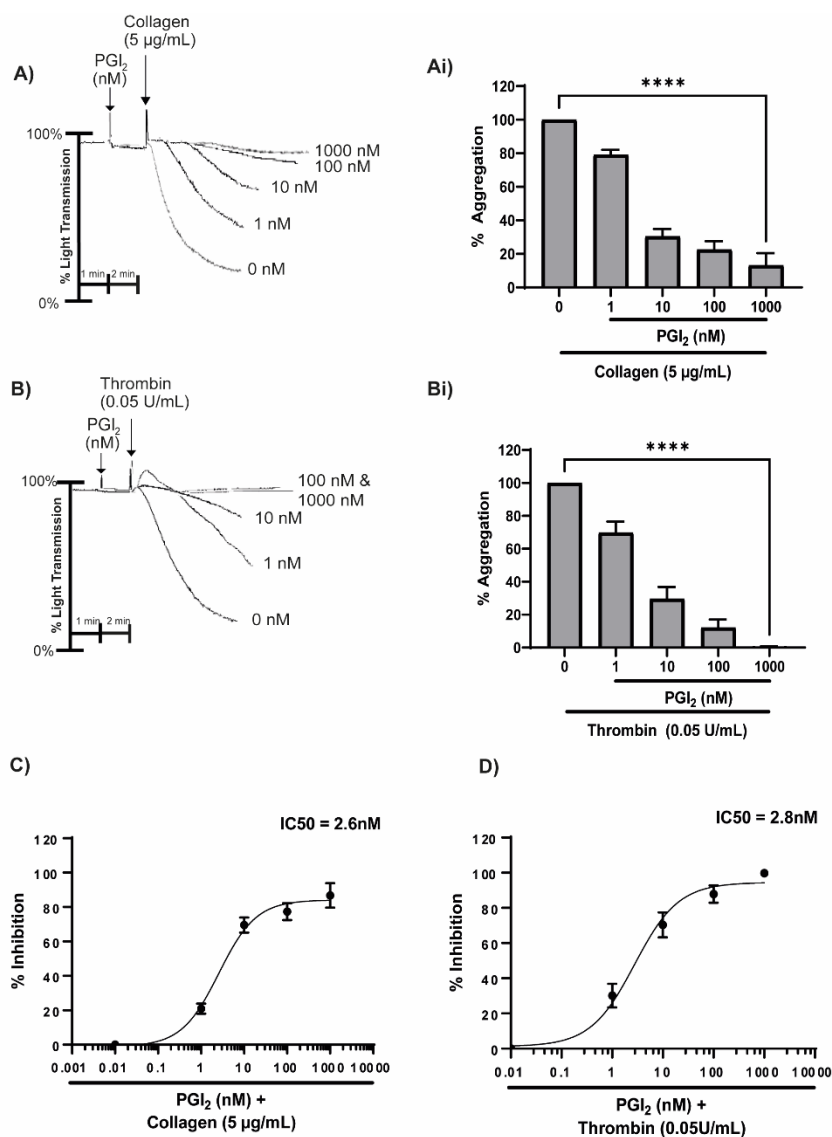 A)
Collagen
(5 µg/mL)
PGI₂
(nM)
100%
% Light Transmission
0%
1 min
2 min
1000 nM
100 nM
10 nM
1 nM
0 nM
Ai)
****
% Aggregation
120
100
80
60
40
20
0
0 1 10 100 1000
PGI₂ (nM)
Collagen (5 µg/mL)
B)
Thrombin
(0.05 U/mL)
PGI₂
(nM)
100%
% Light Transmission
0%
1 min
2 min
100 nM &
1000 nM
10 nM
1 nM
0 nM
Bi)
****
% Aggregation
120
100
80
60
40
20
0
0 1 10 100 1000
PGI₂ (nM)
Thrombin (0.05 U/mL)
C)
IC50 = 2.6nM
% Inhibition
120
100
80
60
40
20
0
0.001 0.01 0.1 1 10 100 1000 10000
PGI₂ (nM) +
Collagen (5 µg/mL)
D)
IC50 = 2.8nM
% Inhibition
120
100
80
60
40
20
0
0.01 0.1 1 10 100 1000 10000
PGI₂ (nM) +
Thrombin (0.05U/mL)